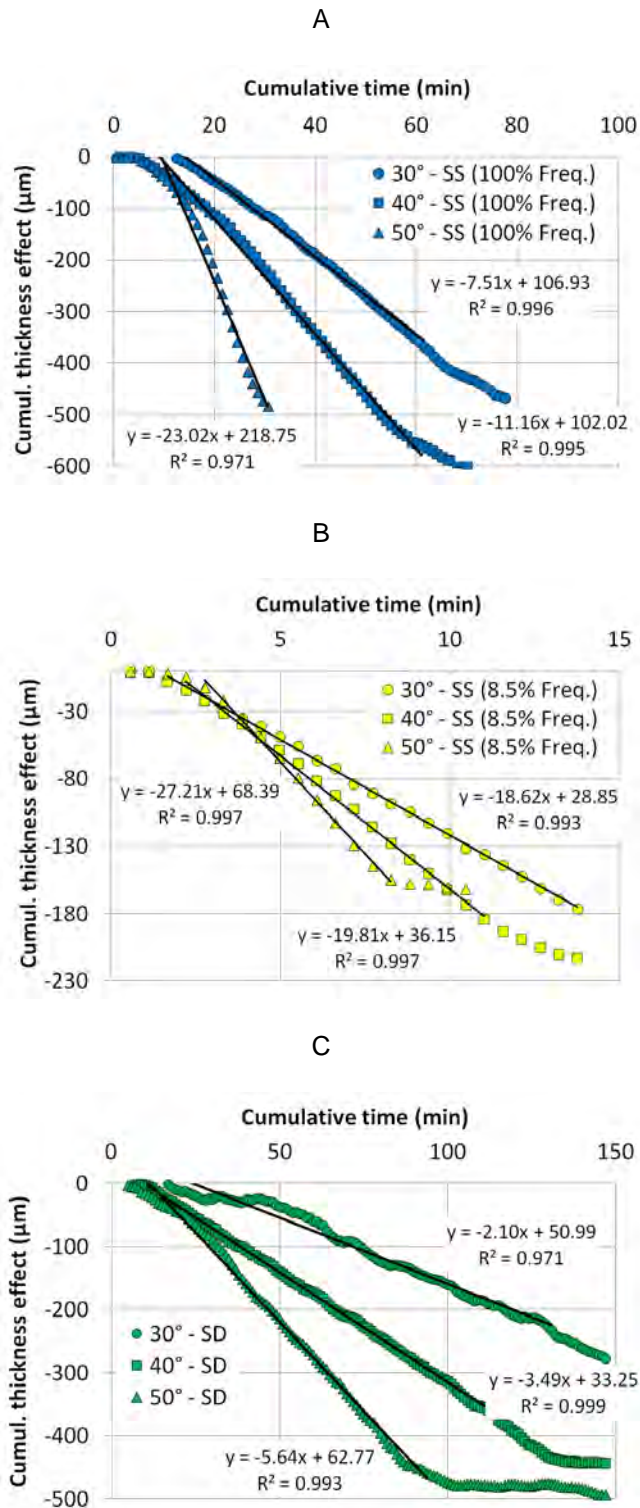 A
Cumulative time (min)
0 20 40 60 80 100
Cumul. thickness effect (µm)
0
-100
-200
-300
-400
-500
-600
30° - SS (100% Freq.)
40° - SS (100% Freq.)
50° - SS (100% Freq.)
y = -7.51x + 106.93
R² = 0.996
y = -11.16x + 102.02
R² = 0.995
y = -23.02x + 218.75
R² = 0.971
B
Cumulative time (min)
0 5 10 15
Cumul. thickness effect (µm)
-30
-80
-130
-180
-230
30° - SS (8.5% Freq.)
40° - SS (8.5% Freq.)
50° - SS (8.5% Freq.)
y = -27.21x + 68.39
R² = 0.997
y = -18.62x + 28.85
R² = 0.993
y = -19.81x + 36.15
R² = 0.997
C
Cumulative time (min)
0 50 100 150
Cumul. thickness effect (µm)
0
-100
-200
-300
-400
-500
y = -2.10x + 50.99
R² = 0.971
30° - SD
40° - SD
50° - SD
y = -3.49x + 33.25
R² = 0.999
y = -5.64x + 62.77
R² = 0.993